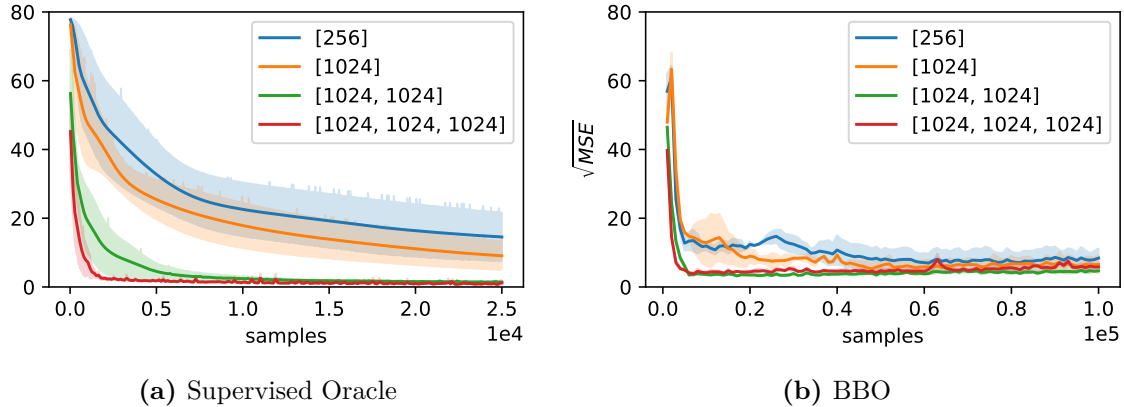 80
60
40
20
0
0.0 0.5 1.0 1.5 2.0 2.5
1e4
samples
[256]
[1024]
[1024, 1024]
[1024, 1024, 1024]
(a) Supervised Oracle
√MSE
80
60
40
20
0
0.0 0.2 0.4 0.6 0.8 1.0
1e5
samples
[256]
[1024]
[1024, 1024]
[1024, 1024, 1024]
(b) BBO